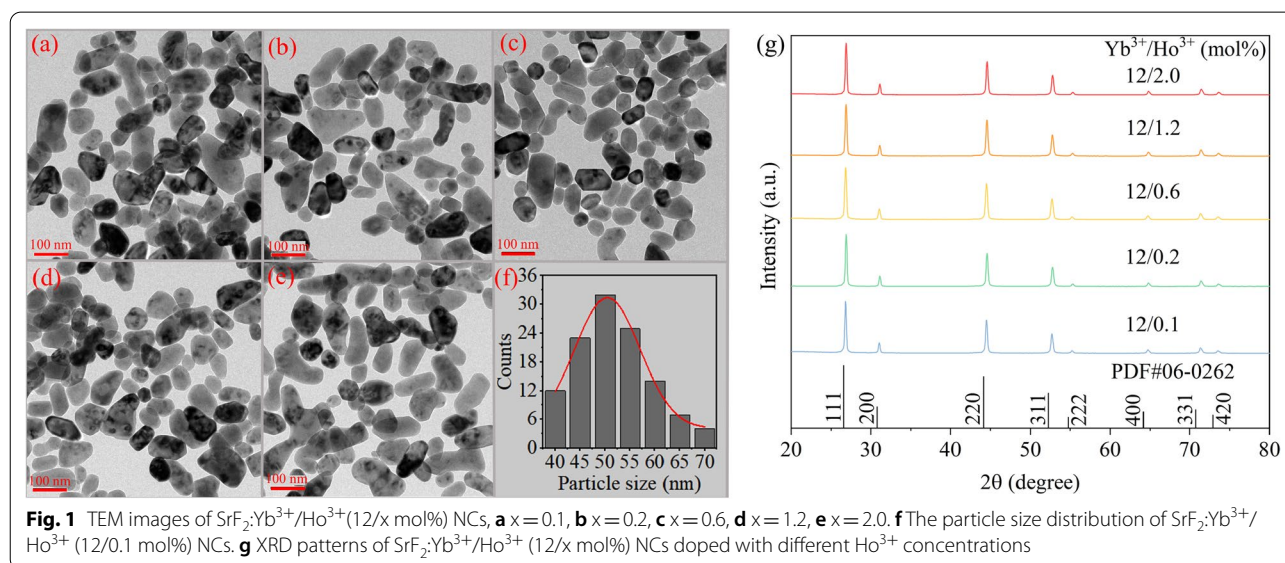 (a)
(b)
(c)
100 nm
100 nm
100 nm
(d)
(e)
100 nm
100 nm
(f)
36
30
24
18
12
6
0
Counts
40 45 50 55 60 65 70
Particle size (nm)
(g)
Yb³⁺/Ho³⁺ (mol%)
12/2.0
12/1.2
12/0.6
12/0.2
12/0.1
PDF#06-0262
111 200 220 311 222 400 331 420
Intensity (a.u.)
20 30 40 50 60 70 80
2θ (degree)
Fig. 1 TEM images of SrF₂:Yb³⁺/Ho³⁺(12/x mol%) NCs, a x = 0.1, b x = 0.2, c x = 0.6, d x = 1.2, e x = 2.0. f The particle size distribution of SrF₂:Yb³⁺/
Ho³⁺ (12/0.1 mol%) NCs. g XRD patterns of SrF₂:Yb³⁺/Ho³⁺ (12/x mol%) NCs doped with different Ho³⁺ concentrations